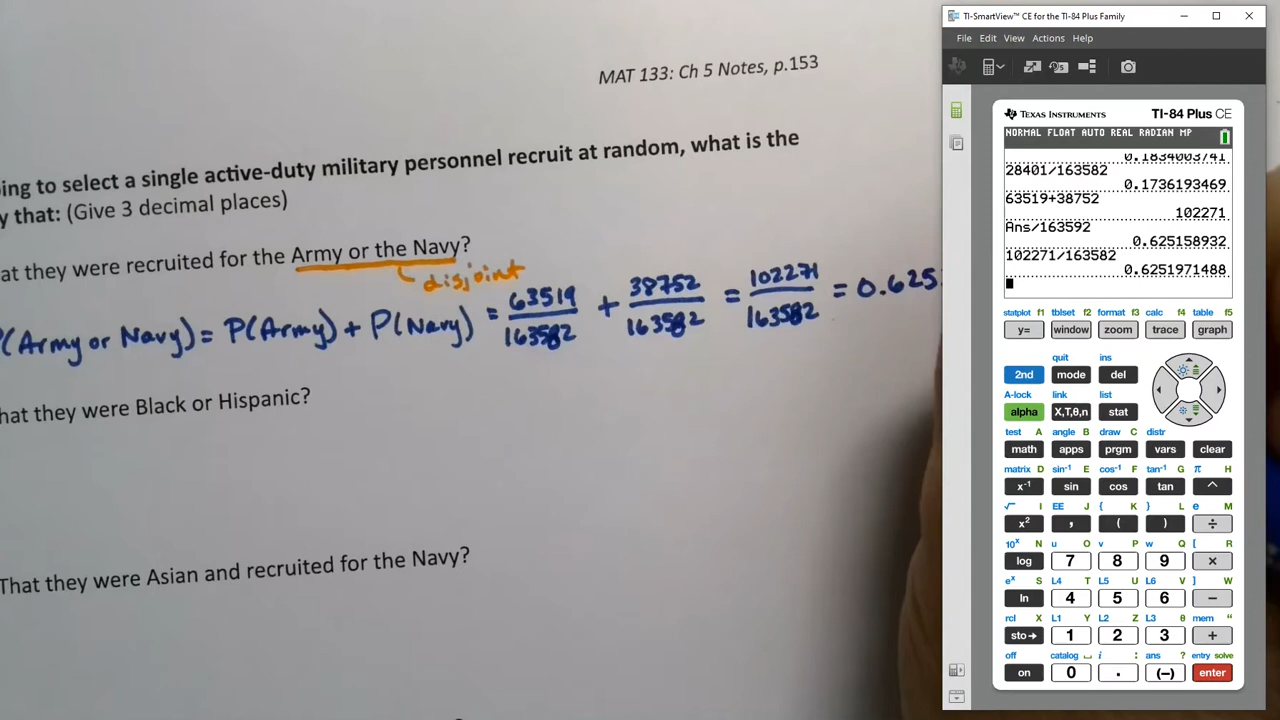 MAT 133: Ch 5 Notes, p.153
to select a single active-duty military personnel recruit at random, what is the
that: (Give 3 decimal places)
they were recruited for the Army or the Navy?
disjoint
(Army or Navy) = P(Army) + P(Navy) = 63519/163582 + 38752/163582 = 102271/163582 = 0.625
they were Black or Hispanic?
That they were Asian and recruited for the Navy?
TI-SmartView™ CE for the TI-84 Plus Family
File Edit View Actions Help
TEXAS INSTRUMENTS TI-84 Plus CE
NORMAL FLOAT AUTO REAL RADIAN MP
0.1834003741
28401/163582
0.1736193469
63519+38752
102271
Ans/163592
0.625158932
102271/163582
0.6251971488
statplot f1 tblset f2 format f3 calc f4 table f5
y= window zoom trace graph
quit ins
2nd mode del
A-lock link list
alpha X,T,θ,n stat
test A angle B draw C distr
math apps prgm vars clear
matrix D sin⁻¹ E cos⁻¹ F tan⁻¹ G π H
x⁻¹ sin cos tan ^
√ I EE J { K } L e M
x² , ( ) ÷
10ˣ N u O v P w Q [ R
log 7 8 9 ×
eˣ S L4 T L5 U L6 V ] W
ln 4 5 6 −
rcl X L1 Y L2 Z L3 θ mem "
sto→ 1 2 3 +
off catalog ⎵ i : ans ? entry solve
on 0 . (−) enter